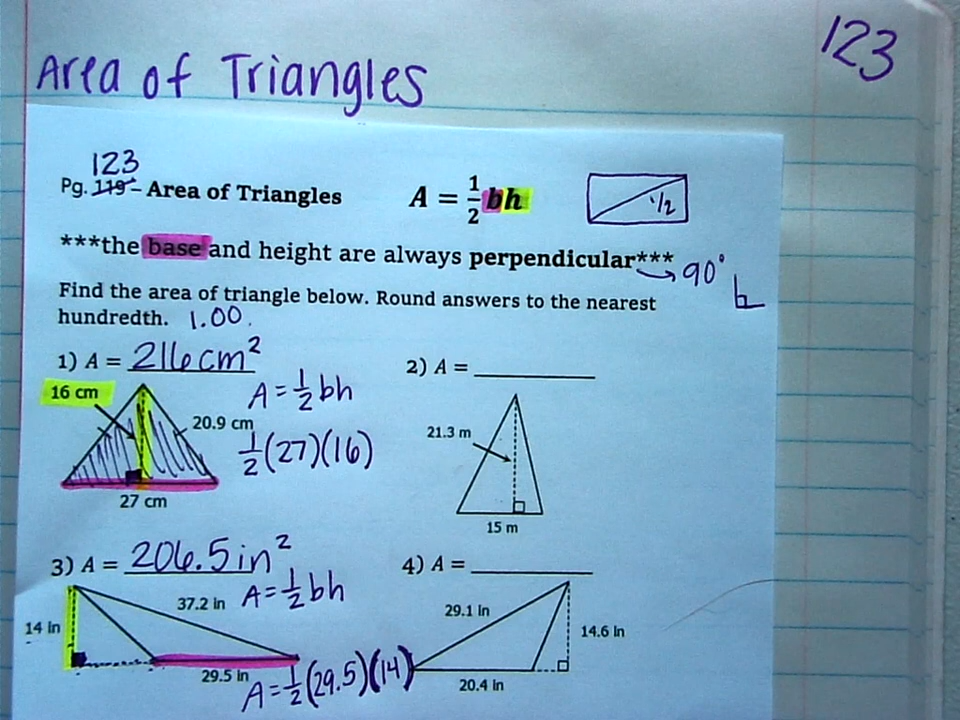 123
Area of Triangles
123
Pg. 119 - Area of Triangles A = 1/2 bh 1/2
***the base and height are always perpendicular*** → 90°
Find the area of triangle below. Round answers to the nearest
hundredth. 1.00.
1) A = 216 cm²
16 cm
20.9 cm
27 cm
A = 1/2 bh
1/2 (27)(16)
2) A = __________
21.3 m
15 m
3) A = 206.5 in²
14 in
37.2 in
29.5 in
A = 1/2 bh
A = 1/2 (29.5)(14)
4) A = __________
29.1 in
14.6 in
20.4 in